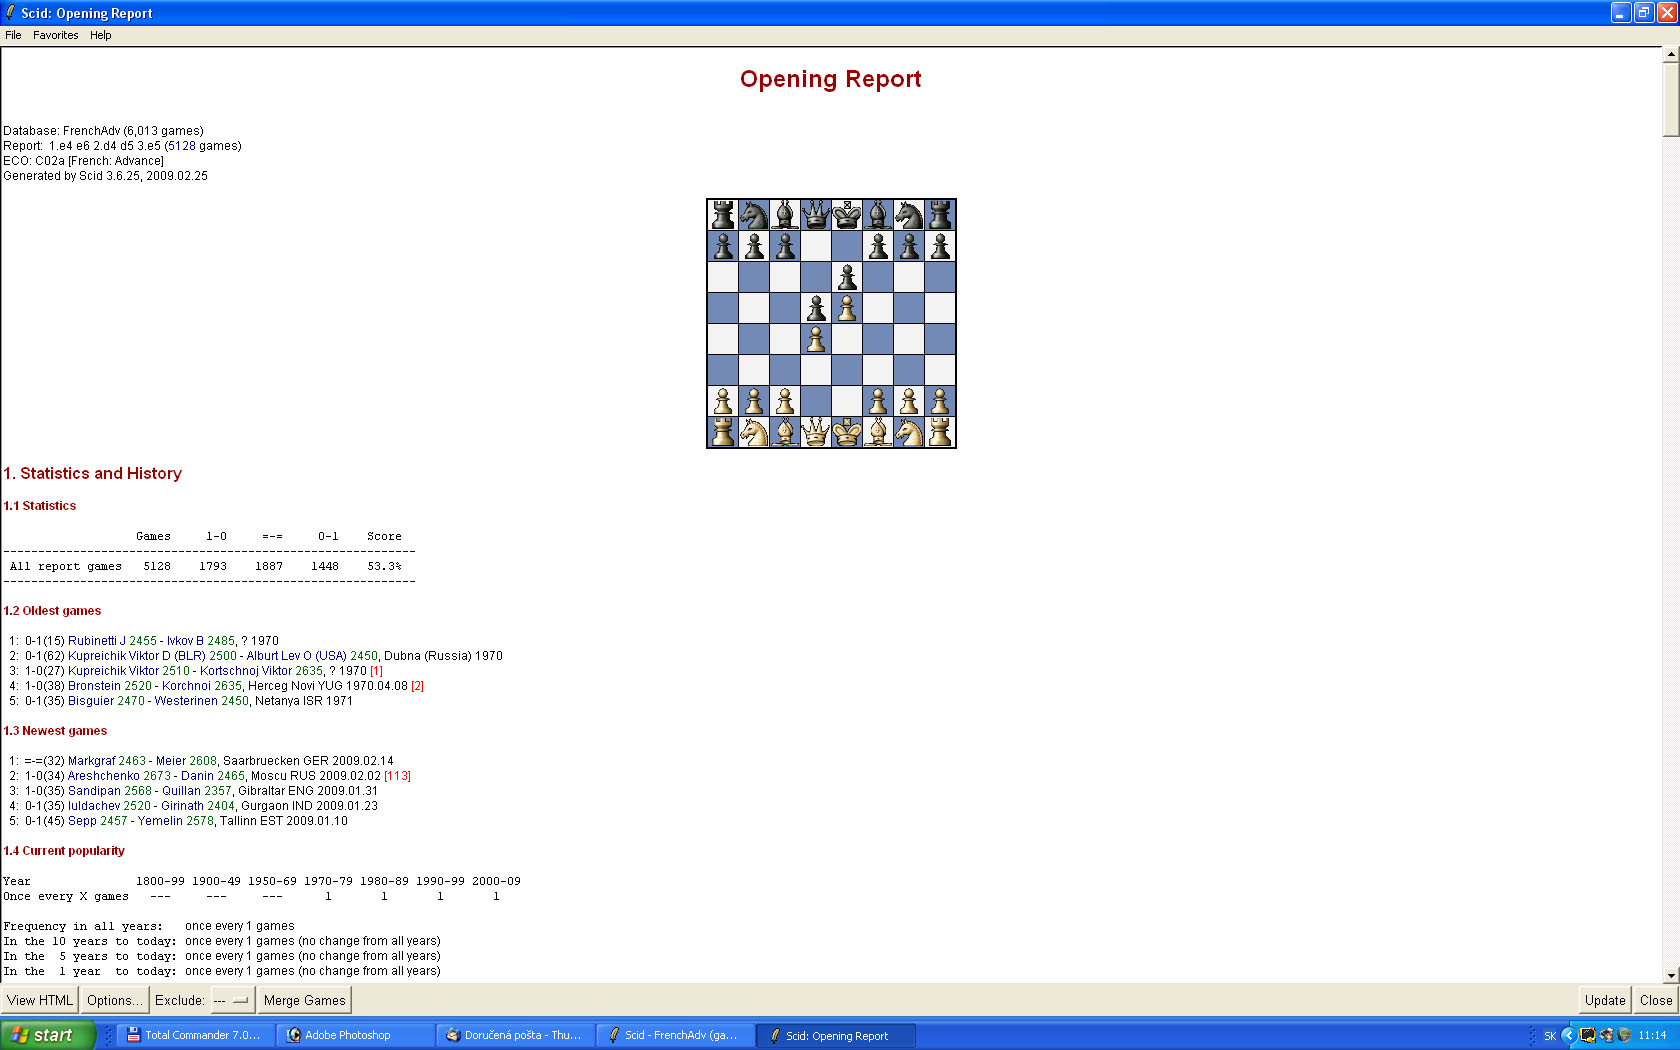 Scid: Opening Report
File Favorites Help
Opening Report
Database: FrenchAdv (6,013 games)
Report: 1.e4 e6 2.d4 d5 3.e5 (5128 games)
ECO: C02a [French: Advance]
Generated by Scid 3.6.25, 2009.02.25
1. Statistics and History
1.1 Statistics
Games 1-0 =-= 0-1 Score
-----------------------------------------------------------
All report games 5128 1793 1887 1448 53.3%
-----------------------------------------------------------
1.2 Oldest games
1: 0-1(15) Rubinetti J 2455 - Ivkov B 2485, ? 1970
2: 0-1(62) Kupreichik Viktor D (BLR) 2500 - Alburt Lev O (USA) 2450, Dubna (Russia) 1970
3: 1-0(27) Kupreichik Viktor 2510 - Kortschnoj Viktor 2635, ? 1970 [1]
4: 1-0(38) Bronstein 2520 - Korchnoi 2635, Herceg Novi YUG 1970.04.08 [2]
5: 0-1(35) Bisguier 2470 - Westerinen 2450, Netanya ISR 1971
1.3 Newest games
1: =-=(32) Markgraf 2463 - Meier 2608, Saarbruecken GER 2009.02.14
2: 1-0(34) Areshchenko 2673 - Danin 2465, Moscu RUS 2009.02.02 [113]
3: 1-0(35) Sandipan 2568 - Quillan 2357, Gibraltar ENG 2009.01.31
4: 0-1(35) Iuldachev 2520 - Girinath 2404, Gurgaon IND 2009.01.23
5: 0-1(45) Sepp 2457 - Yemelin 2578, Tallinn EST 2009.01.10
1.4 Current popularity
Year 1800-99 1900-49 1950-69 1970-79 1980-89 1990-99 2000-09
Once every X games --- --- --- 1 1 1 1
Frequency in all years: once every 1 games
In the 10 years to today: once every 1 games (no change from all years)
In the 5 years to today: once every 1 games (no change from all years)
In the 1 year to today: once every 1 games (no change from all years)
View HTML Options... Exclude: --- Merge Games Update Close
start Total Commander 7.0... Adobe Photoshop Doručená pošta - Thu... Scid - FrenchAdv (ga... Scid: Opening Report SK 11:14